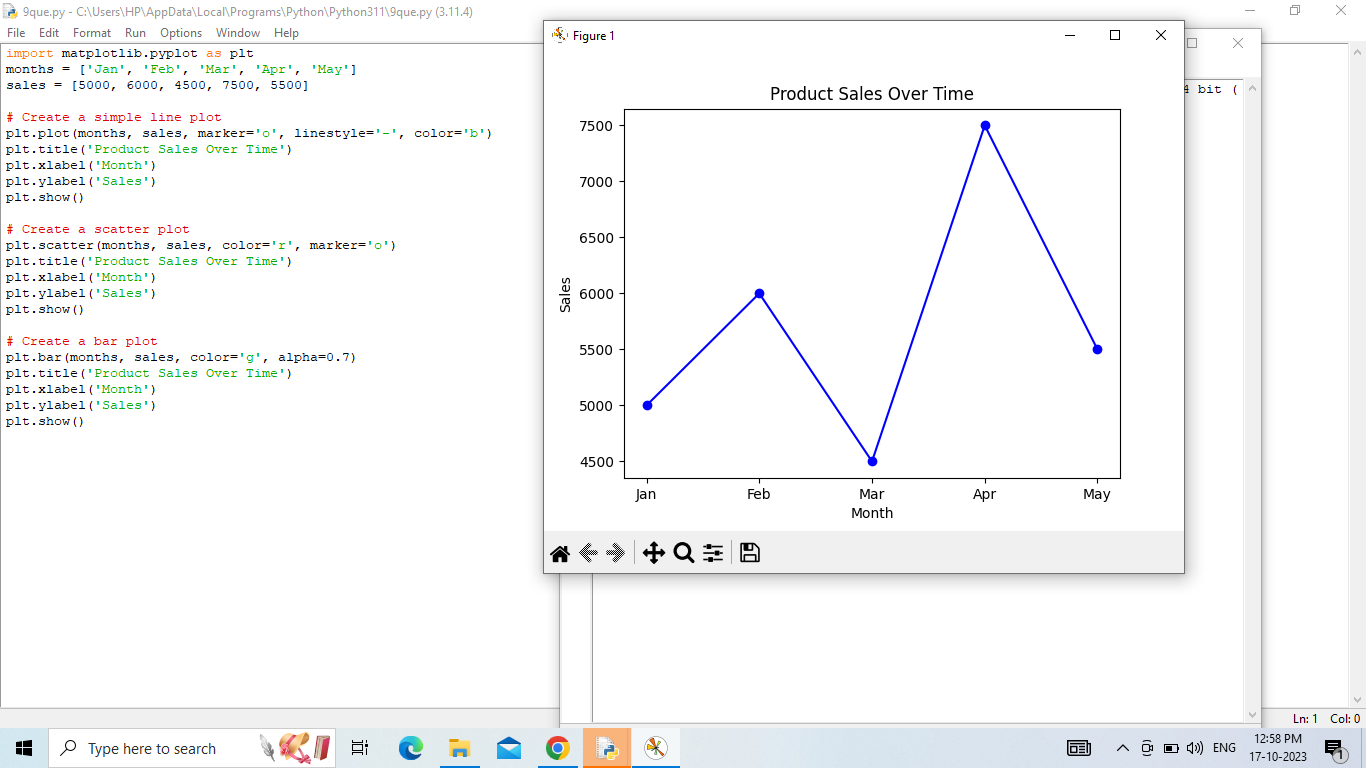 9que.py - C:\Users\HP\AppData\Local\Programs\Python\Python311\9que.py (3.11.4)
File Edit Format Run Options Window Help
import matplotlib.pyplot as plt
months = ['Jan', 'Feb', 'Mar', 'Apr', 'May']
sales = [5000, 6000, 4500, 7500, 5500]
# Create a simple line plot
plt.plot(months, sales, marker='o', linestyle='-', color='b')
plt.title('Product Sales Over Time')
plt.xlabel('Month')
plt.ylabel('Sales')
plt.show()
# Create a scatter plot
plt.scatter(months, sales, color='r', marker='o')
plt.title('Product Sales Over Time')
plt.xlabel('Month')
plt.ylabel('Sales')
plt.show()
# Create a bar plot
plt.bar(months, sales, color='g', alpha=0.7)
plt.title('Product Sales Over Time')
plt.xlabel('Month')
plt.ylabel('Sales')
plt.show()
Figure 1
4 bit (
Product Sales Over Time
7500
7000
6500
6000
5500
5000
4500
Sales
Jan Feb Mar Apr May
Month
Ln: 1 Col: 0
Type here to search
ENG
12:58 PM
17-10-2023
1